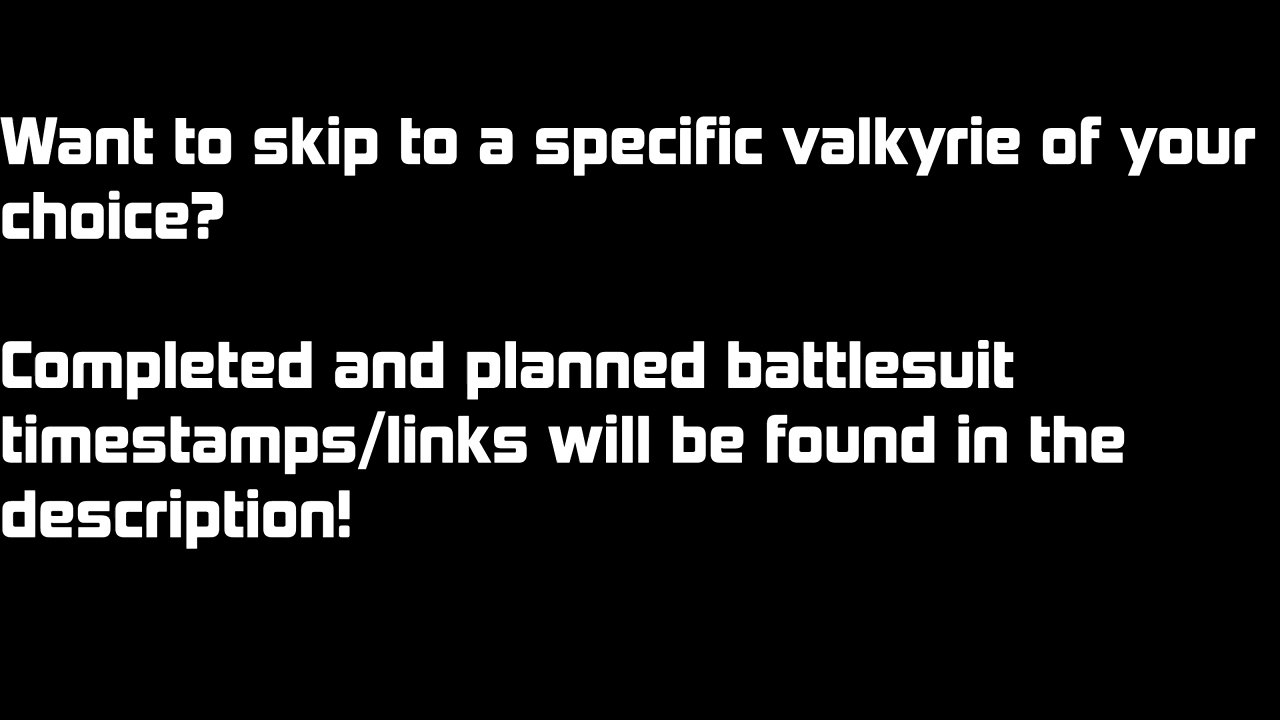 Want to skip to a specific valkyrie of your
choice?
Completed and planned battlesuit
timestamps/links will be found in the
description!